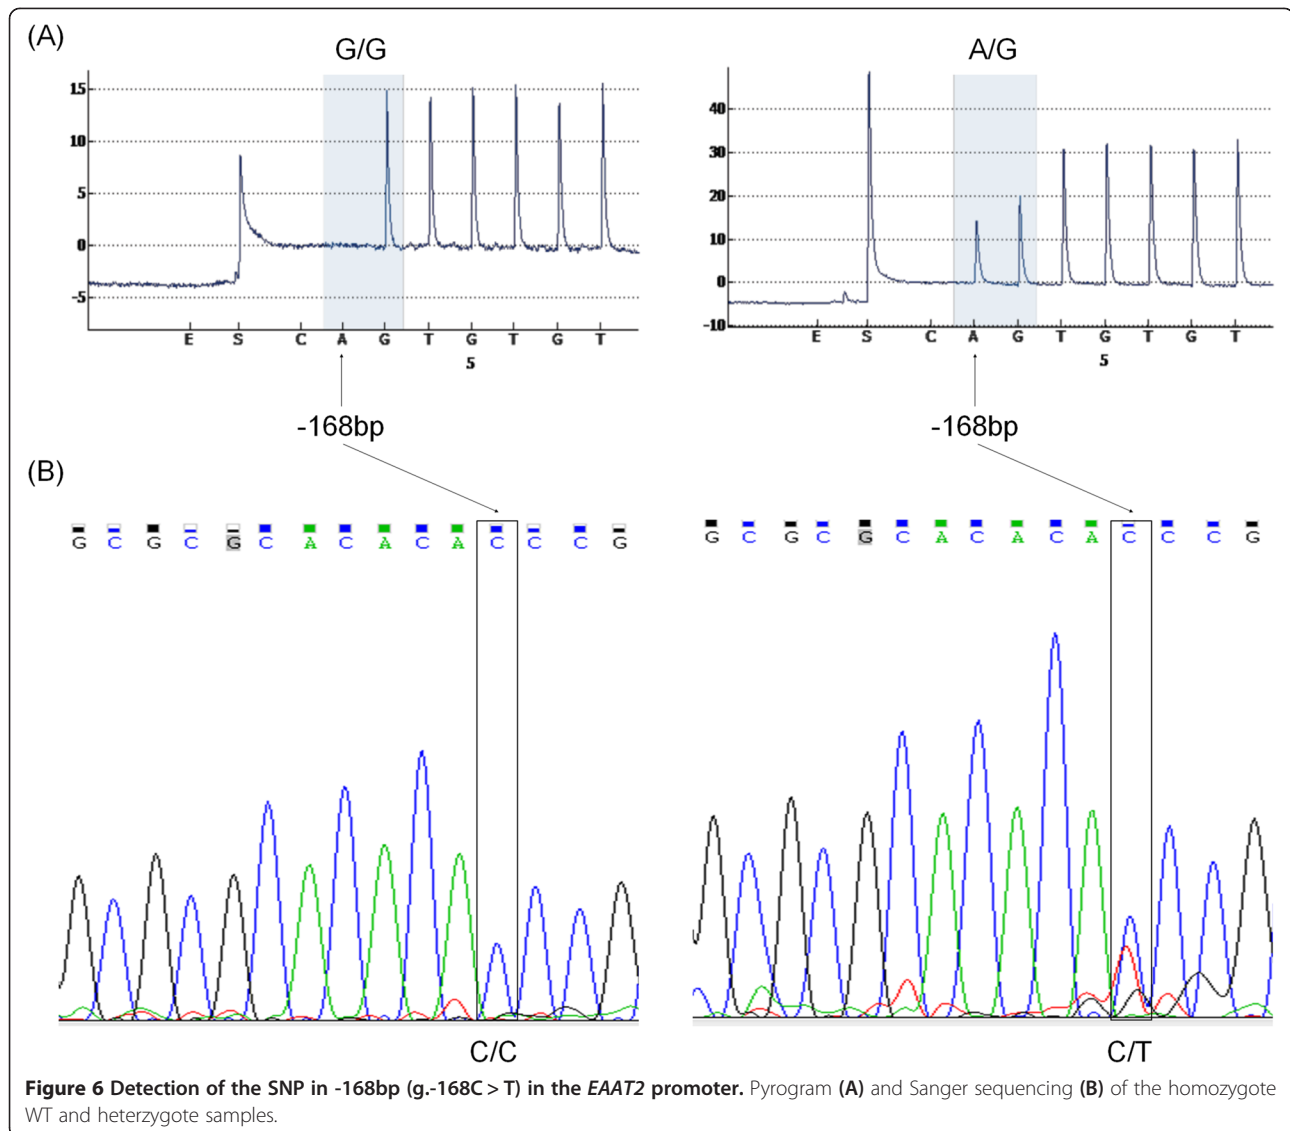 (A)
G/G
15
10
5
0
-5
E S C A G T G T G T
5
-168bp
A/G
40
30
20
10
0
-10
E S C A G T G T G T
5
-168bp
(B)
G C G C G C A C A C A C C C G
C/C
G C G C G C A C A C A C C C G
C/T
Figure 6 Detection of the SNP in -168bp (g.-168C > T) in the EAAT2 promoter. Pyrogram (A) and Sanger sequencing (B) of the homozygote
WT and heterzygote samples.